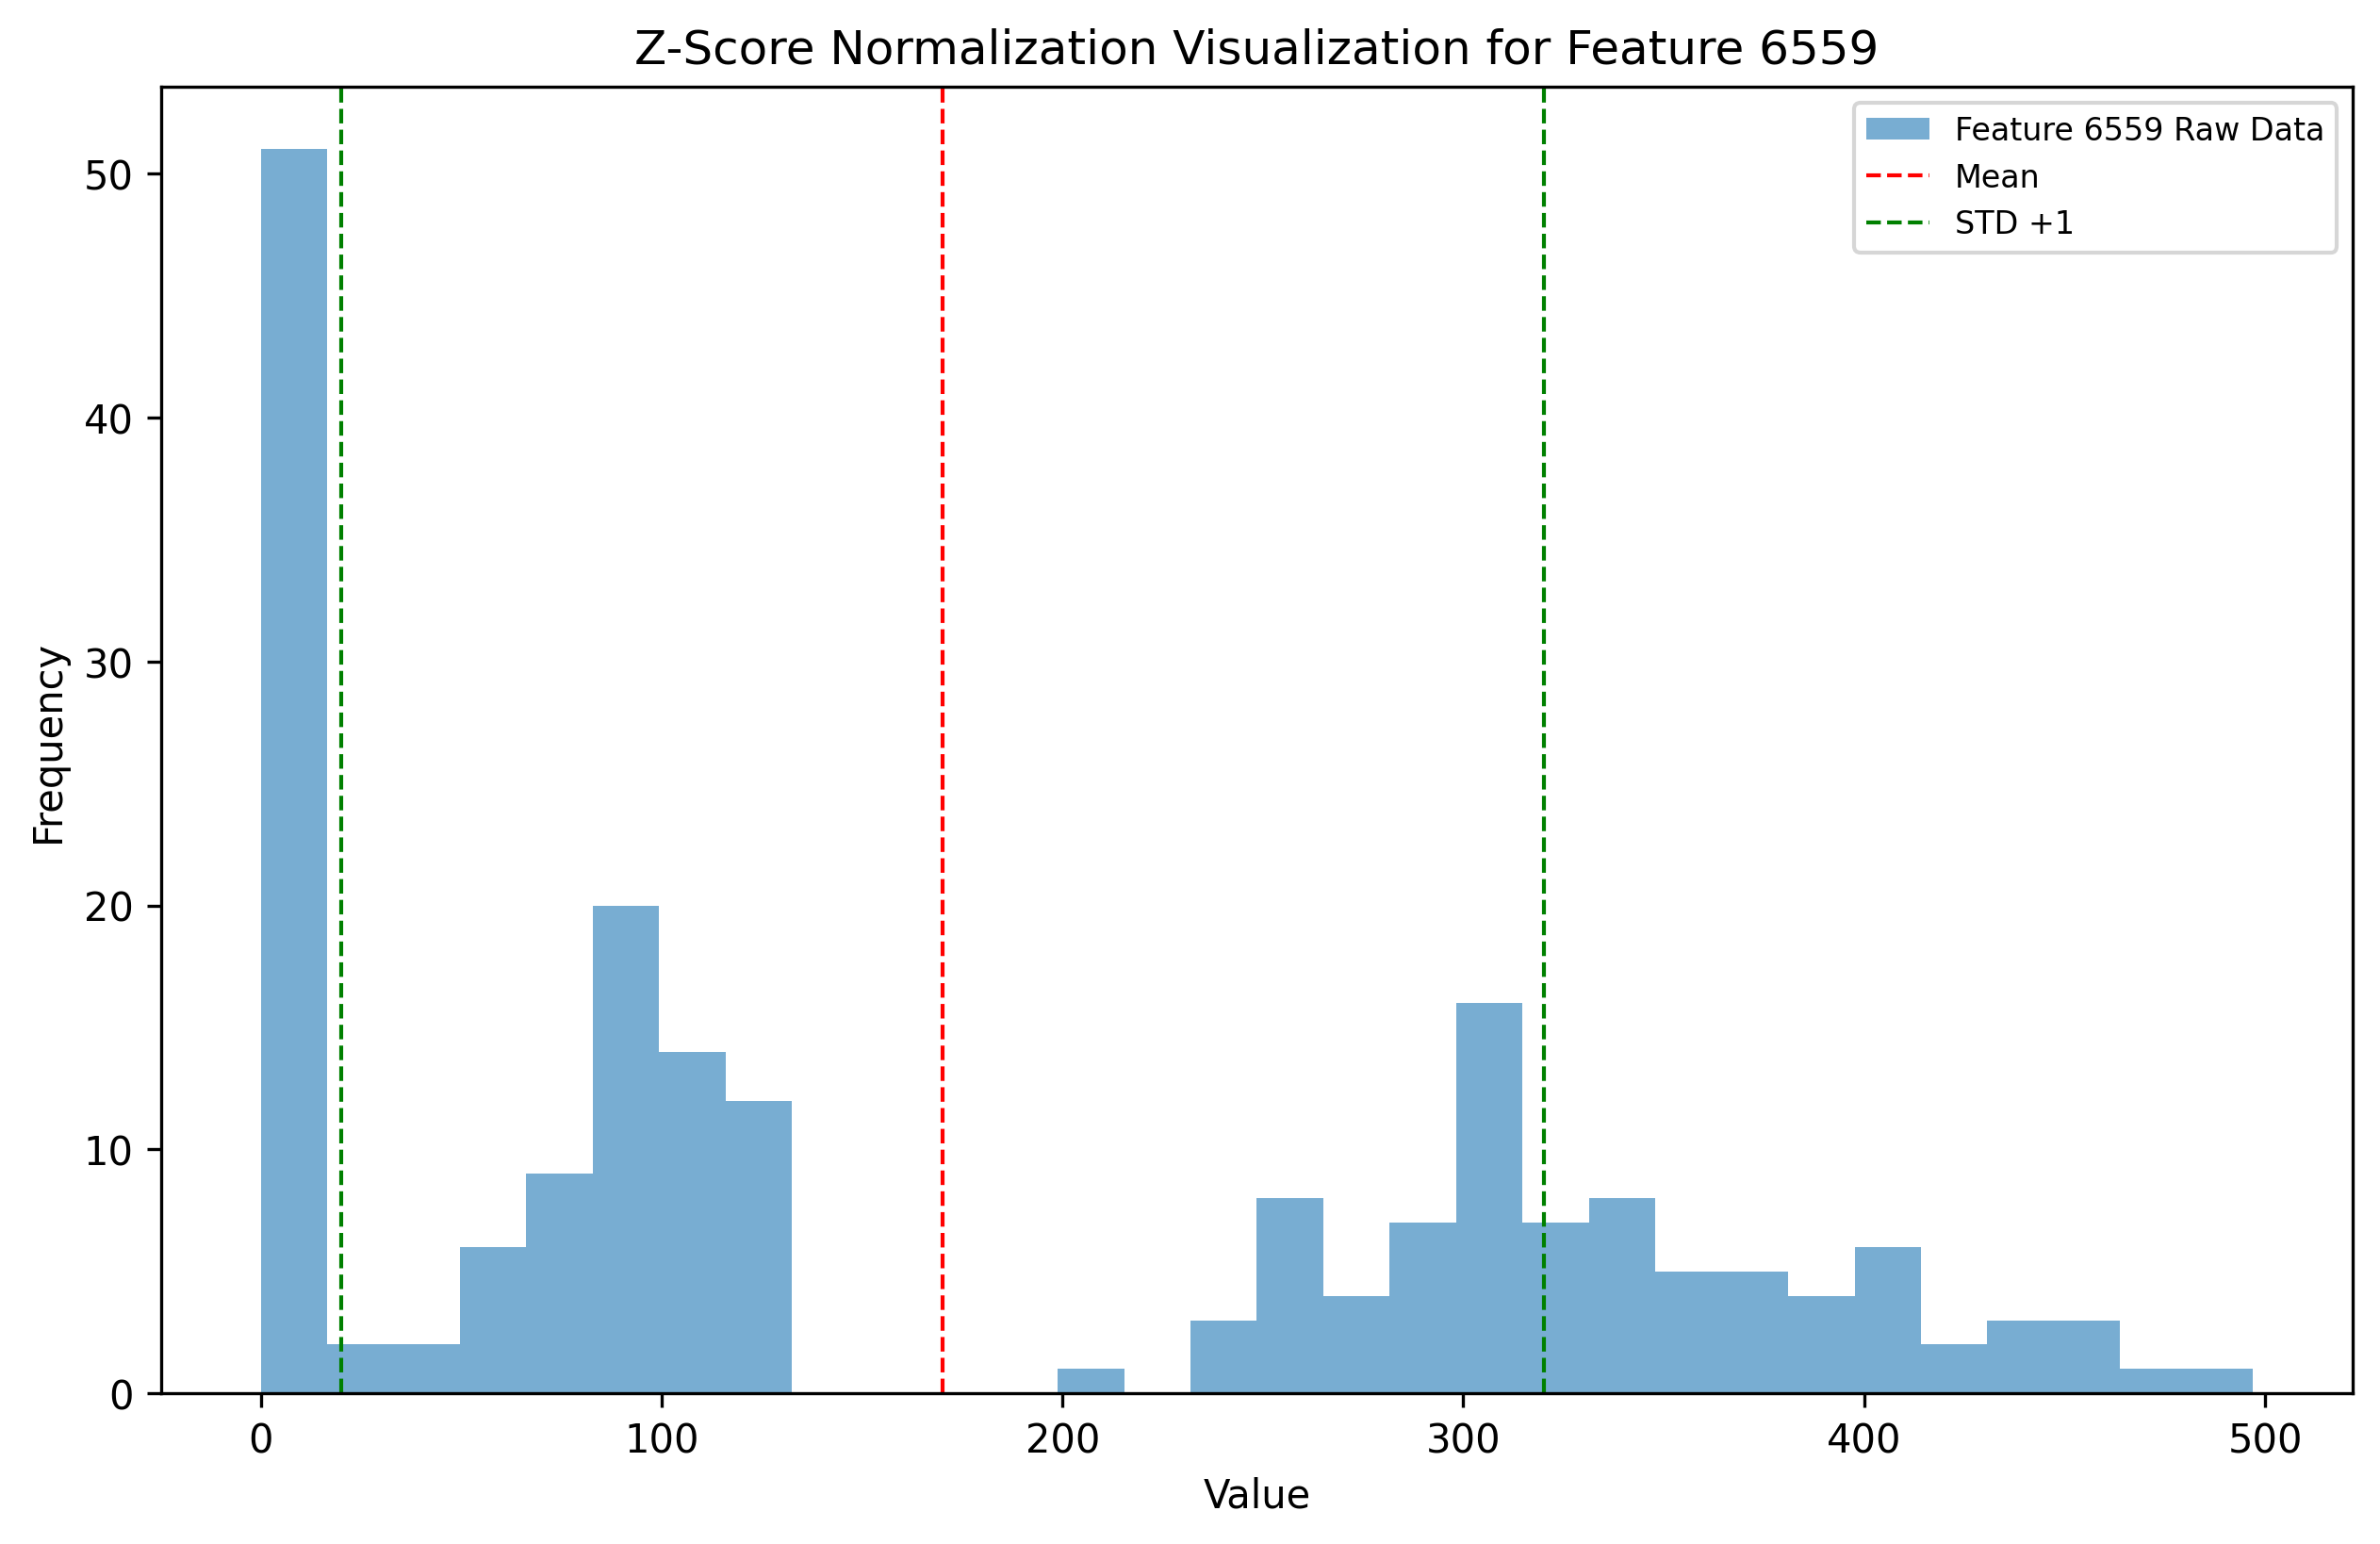 Z-Score Normalization Visualization for Feature 6559
Feature 6559 Raw Data
Mean
STD +1
50
40
30
20
10
0
Frequency
0 100 200 300 400 500
Value